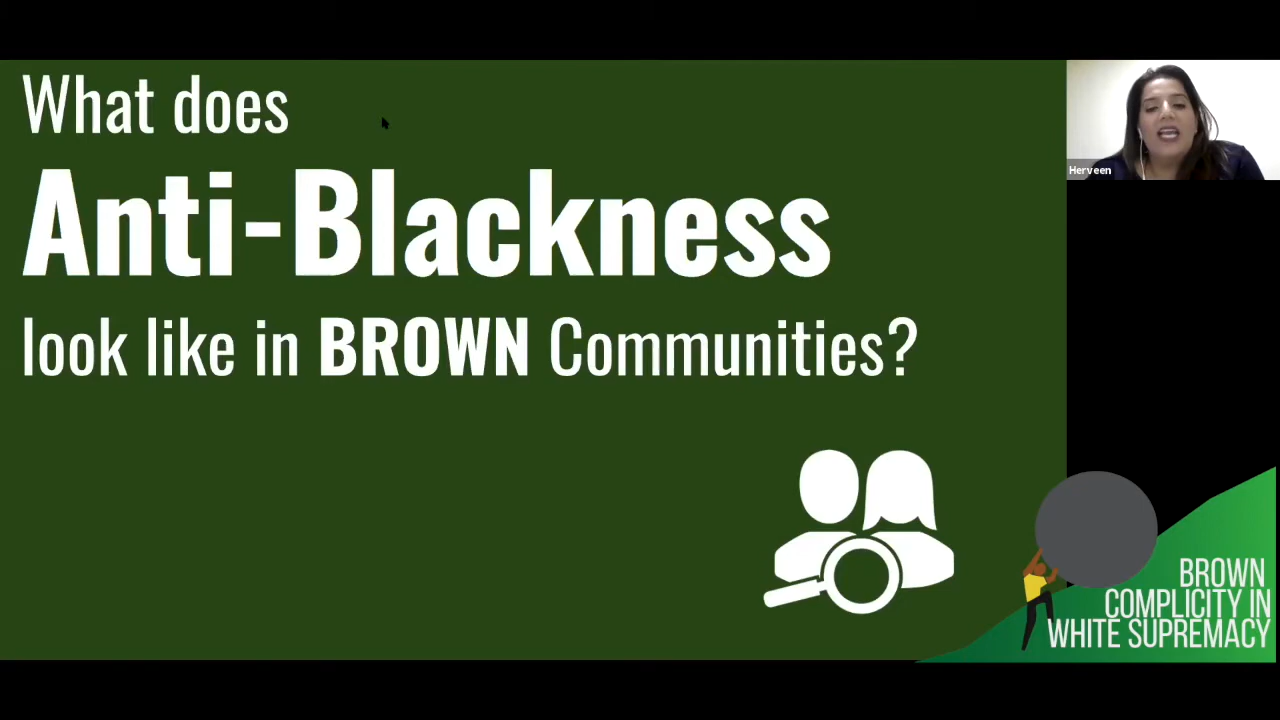 What does
Anti-Blackness
look like in BROWN Communities?
Herveen
BROWN
COMPLICITY IN
WHITE SUPREMACY